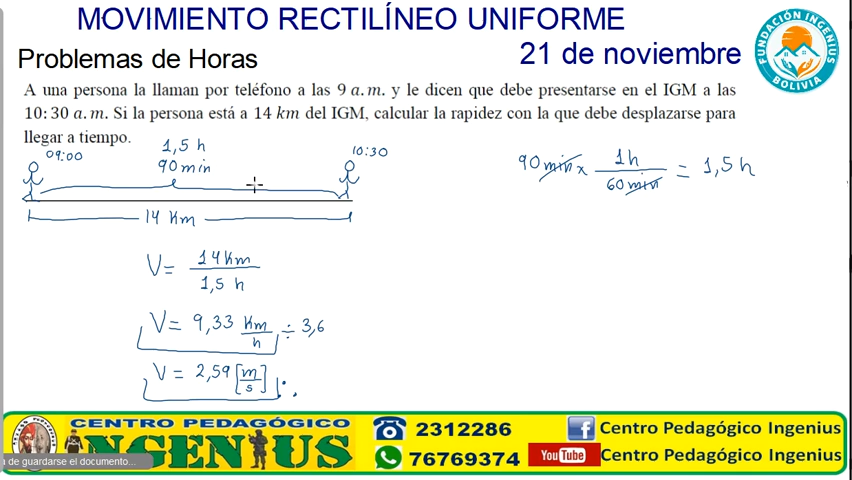 MOVIMIENTO RECTILÍNEO UNIFORME
Problemas de Horas
21 de noviembre
FUNDACIÓN INGENIUS
BOLIVIA
A una persona la llaman por teléfono a las 9 a.m. y le dicen que debe presentarse en el IGM a las
10:30 a.m. Si la persona está a 14 km del IGM, calcular la rapidez con la que debe desplazarse para
llegar a tiempo.
09:00
1,5 h
90 min
10:30
14 Km
90 min x 1h / 60 min = 1,5 h
V = 14 Km / 1,5 h
V = 9,33 Km/h ÷ 3,6
V = 2,59 [m/s]
CENTRO PEDAGÓGICO
INGENIUS
2312286
76769374
Centro Pedagógico Ingenius
YouTube Centro Pedagógico Ingenius
a de guardarse el documento...